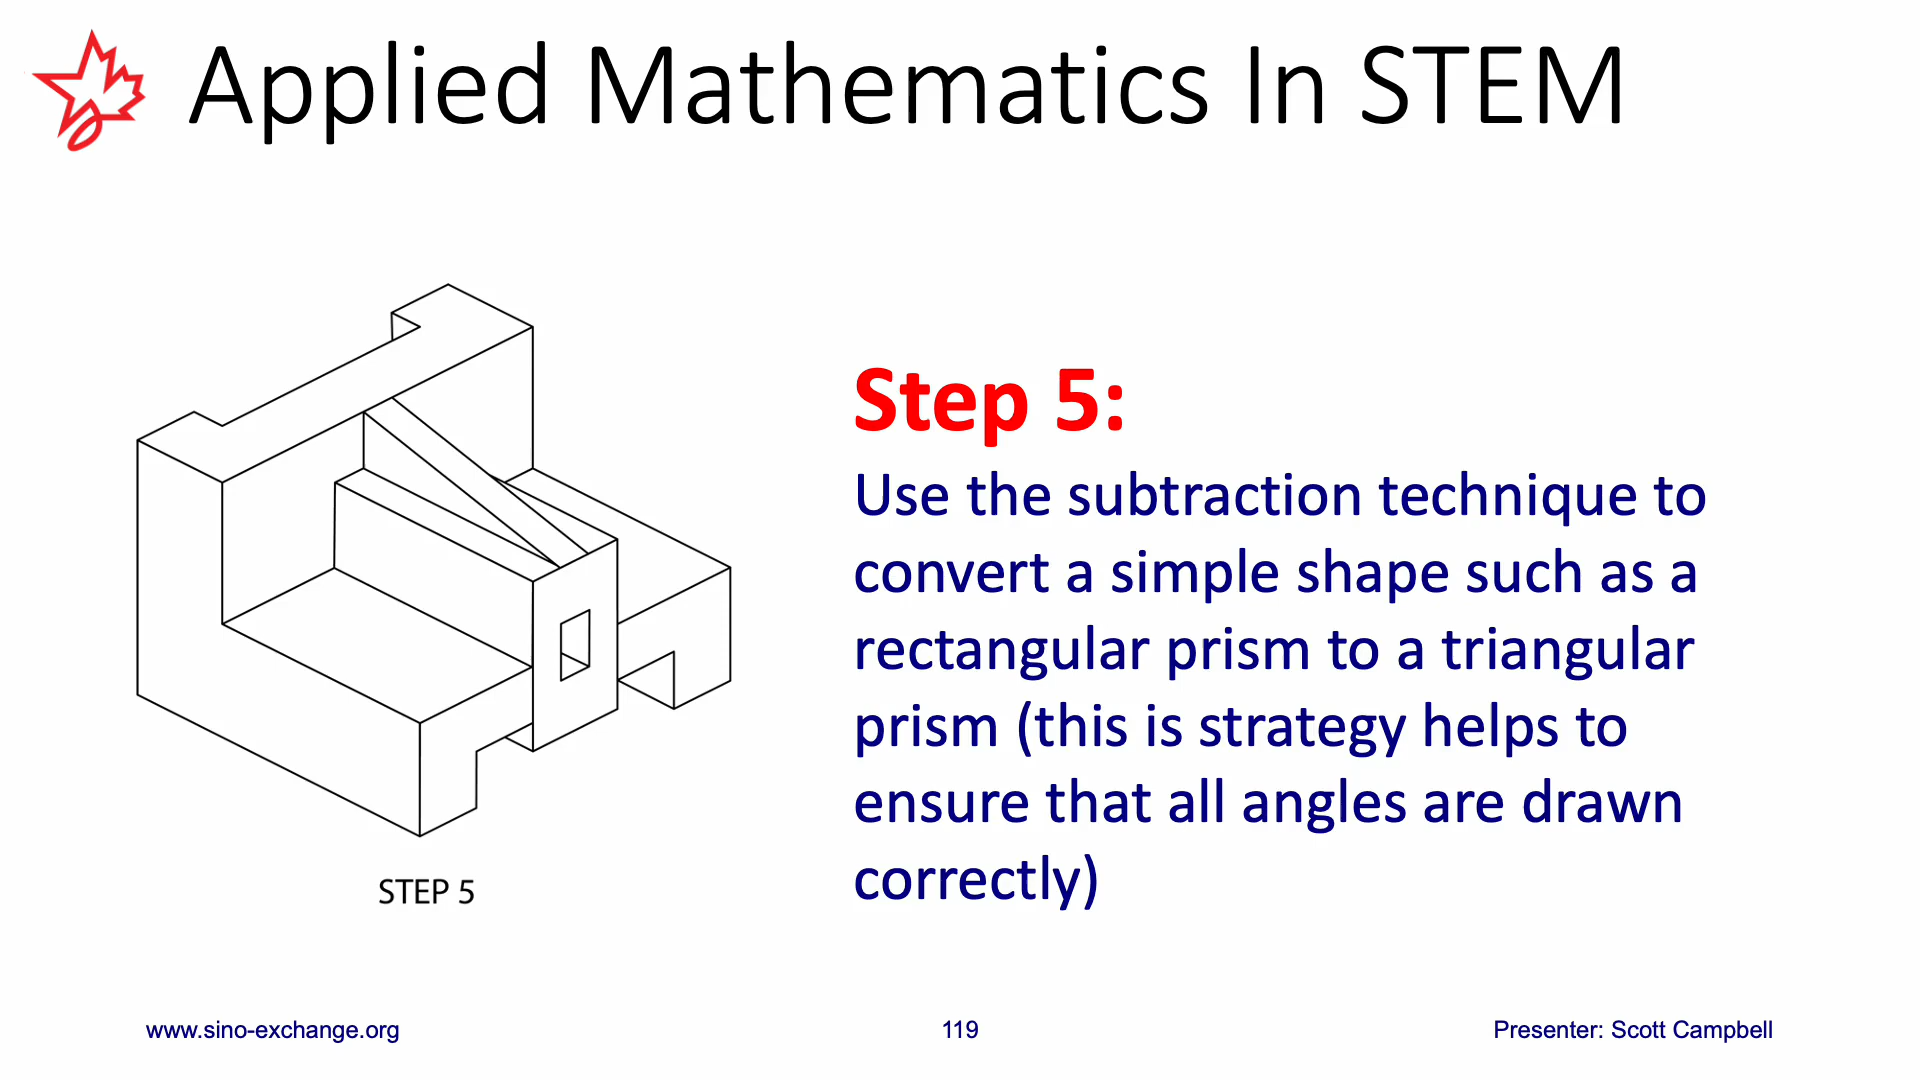 Applied Mathematics In STEM
Step 5:
Use the subtraction technique to
convert a simple shape such as a
rectangular prism to a triangular
prism (this is strategy helps to
ensure that all angles are drawn
correctly)
STEP 5
www.sino-exchange.org
119
Presenter: Scott Campbell